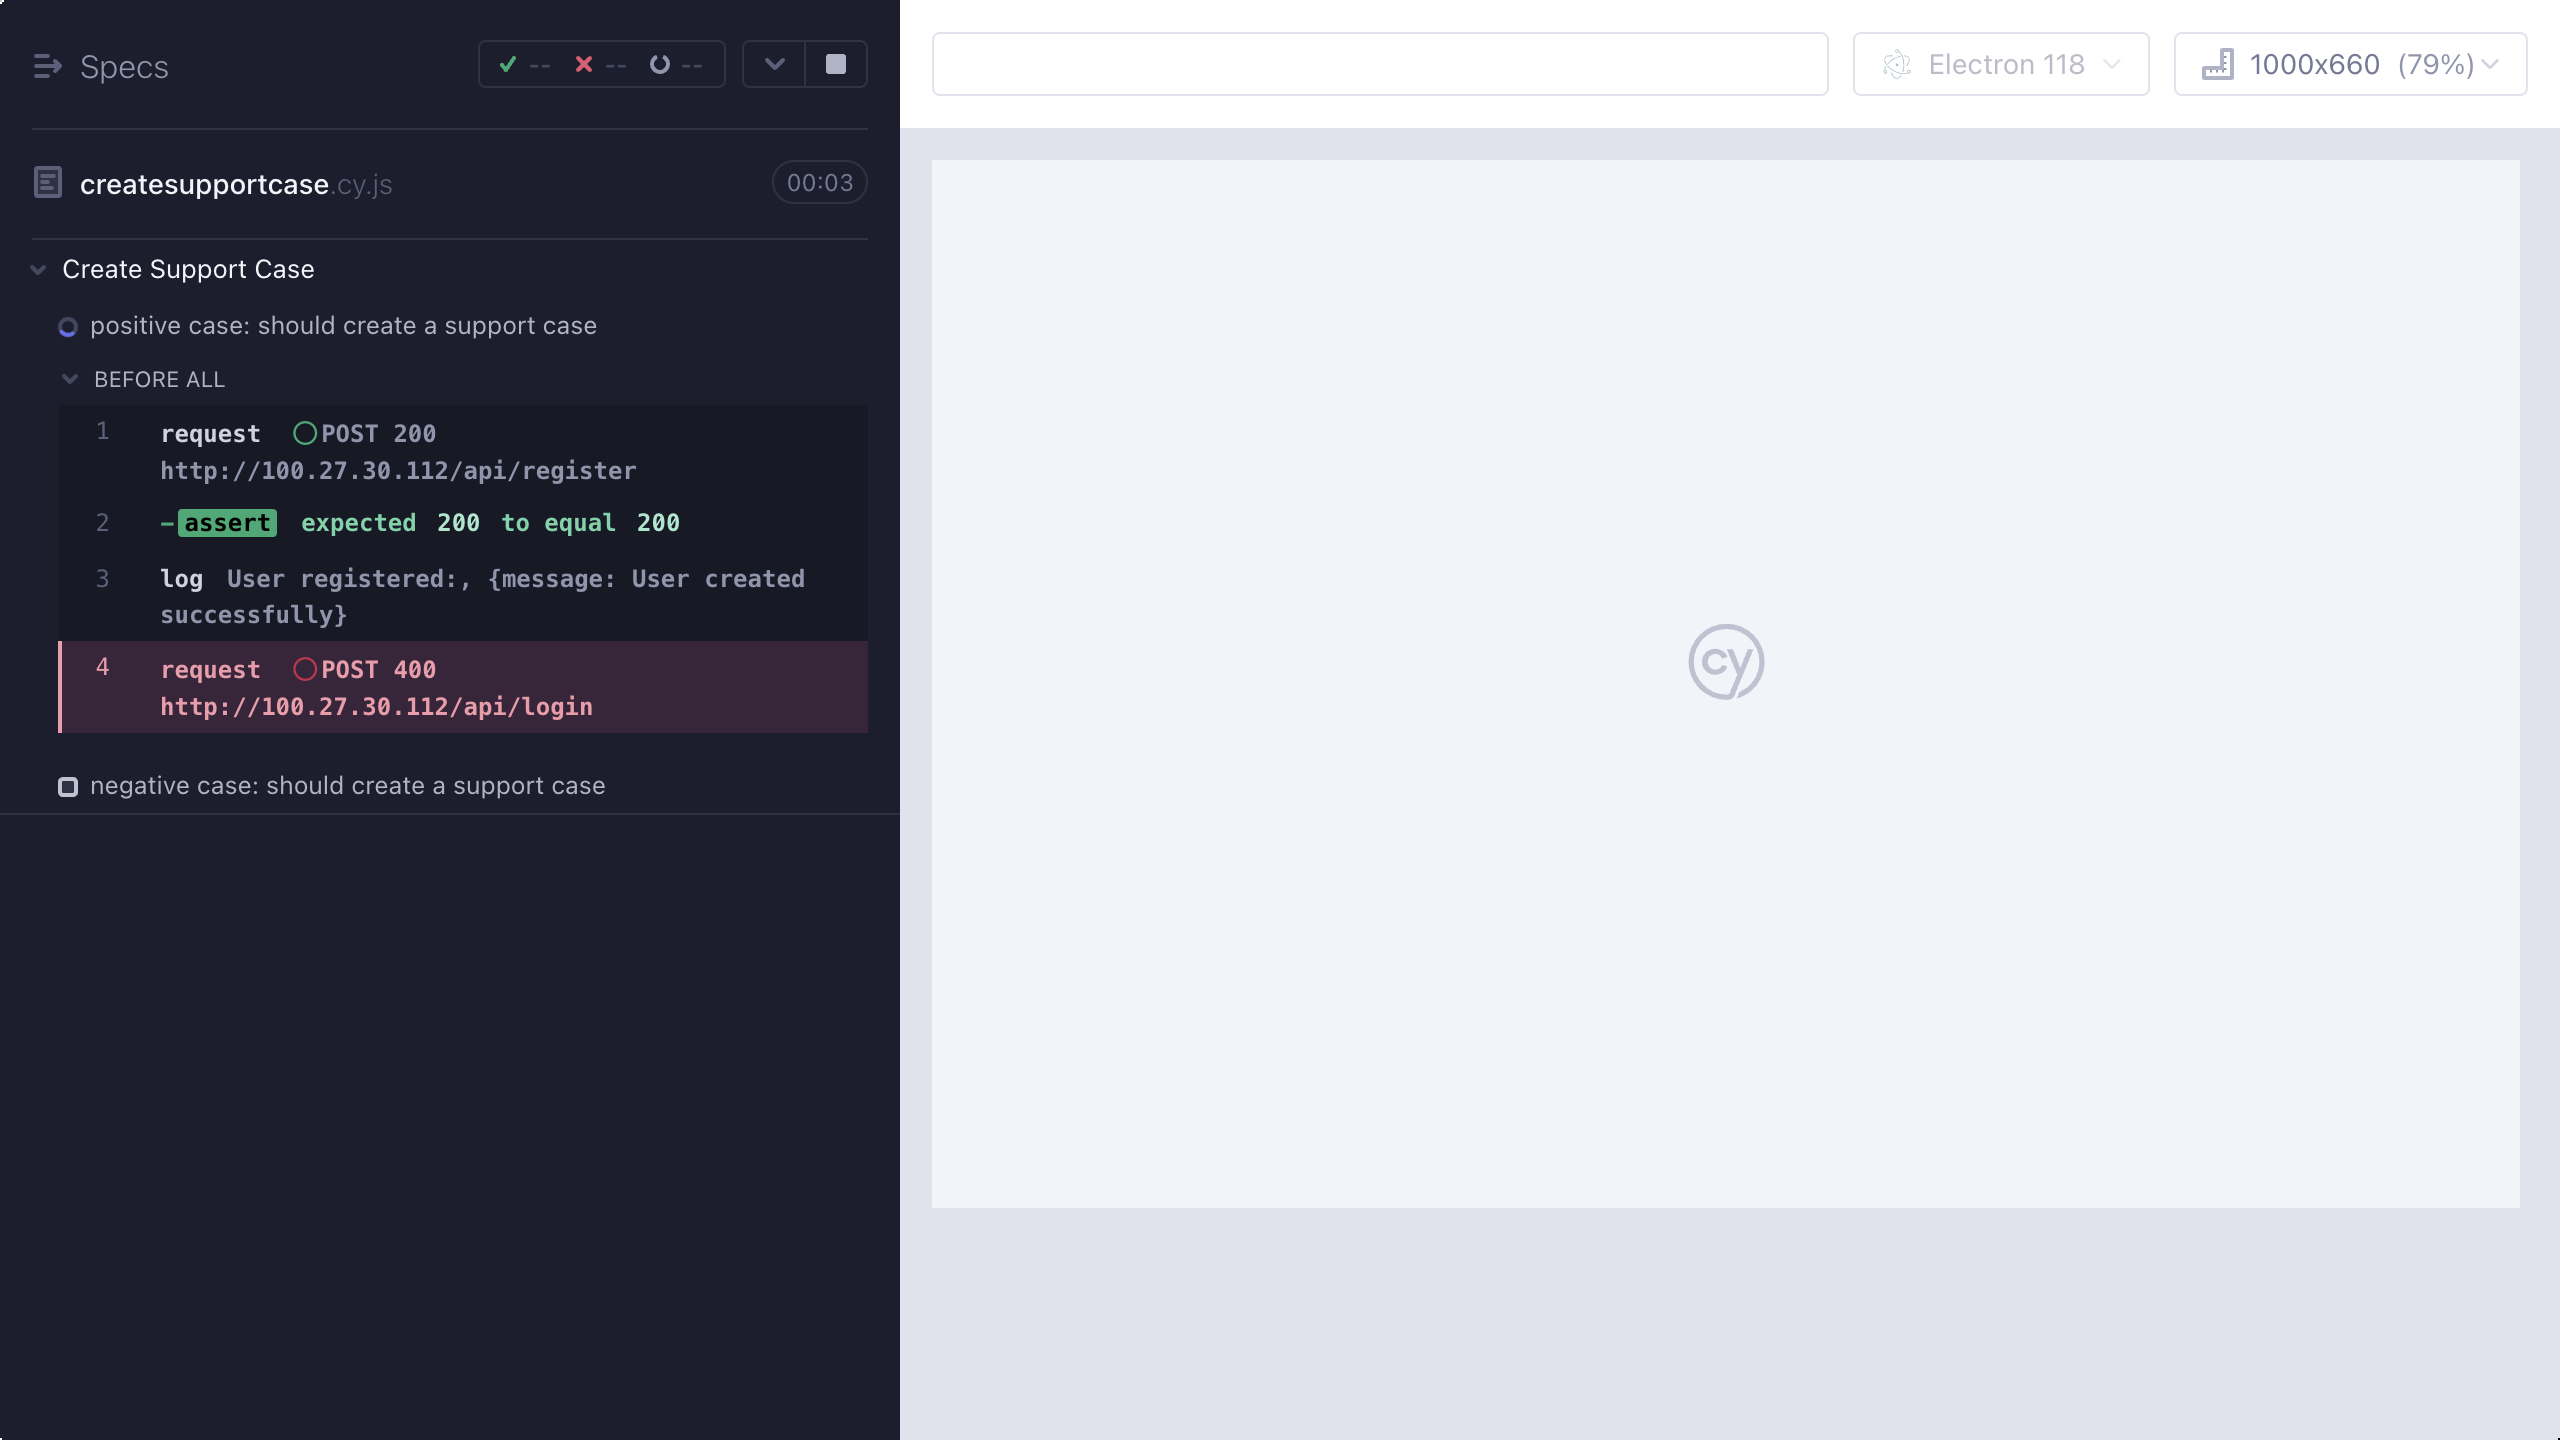 Specs
-- -- --
createsupportcase.cy.js
00:03
Create Support Case
positive case: should create a support case
BEFORE ALL
1 request POST 200
http://100.27.30.112/api/register
2 -assert expected 200 to equal 200
3 log User registered:, {message: User created
successfully}
4 request POST 400
http://100.27.30.112/api/login
negative case: should create a support case
Electron 118
1000x660 (79%)
cy